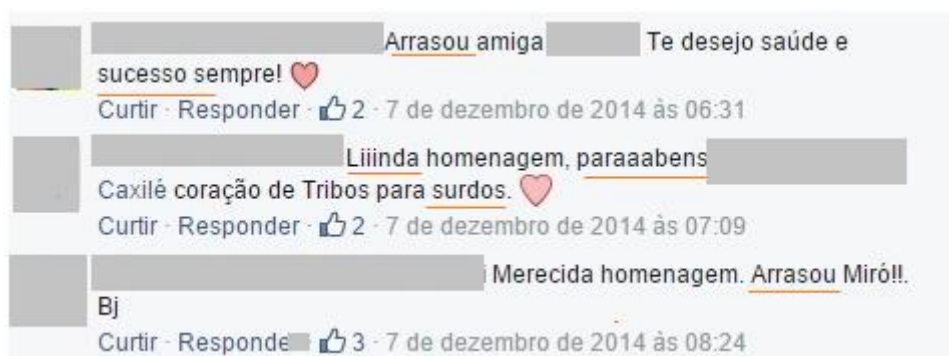 Arrasou amiga Te desejo saúde e
sucesso sempre!
Curtir · Responder · 2 · 7 de dezembro de 2014 às 06:31
Liiinda homenagem, paraaabens
Caxilé coração de Tribos para surdos.
Curtir · Responder · 2 · 7 de dezembro de 2014 às 07:09
Merecida homenagem. Arrasou Miró!!.
Bj
Curtir · Responde 3 · 7 de dezembro de 2014 às 08:24